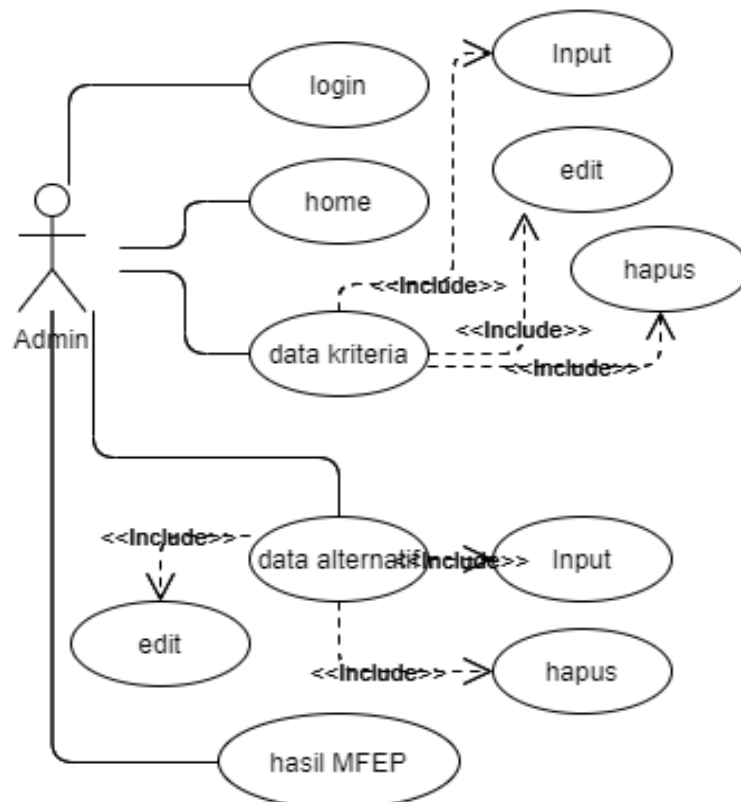 Input
login
edit
home
hapus
<<Include>>
<<Include>>
Admin
data kriteria
<<Include>>
<<Include>>
data alternatif
<<Include>>
Input
edit
<<Include>>
hapus
hasil MFEP